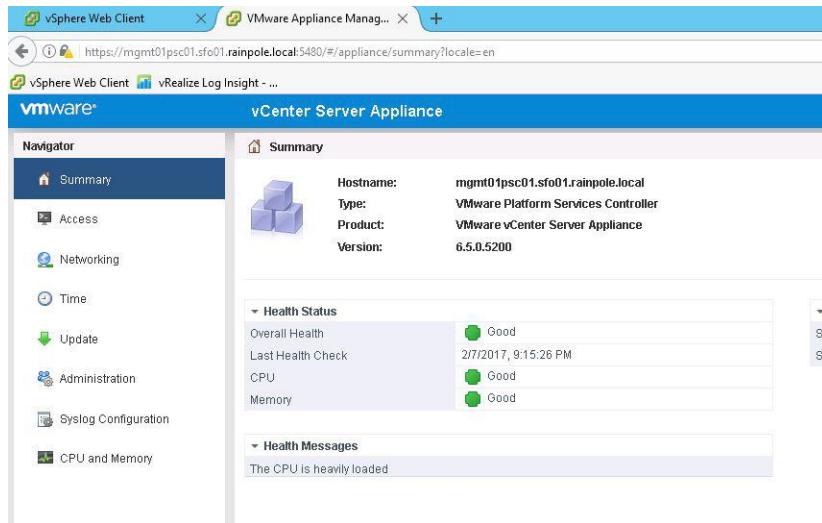 vSphere Web Client
VMware Appliance Manag...
https://mgmt01psc01.sfo01.rainpole.local:5480/#/appliance/summary?locale=en
vSphere Web Client vRealize Log Insight - ...
vmware vCenter Server Appliance
Navigator
Summary
Access
Networking
Time
Update
Administration
Syslog Configuration
CPU and Memory
Summary
Hostname: mgmt01psc01.sfo01.rainpole.local
Type: VMware Platform Services Controller
Product: VMware vCenter Server Appliance
Version: 6.5.0.5200
Health Status
Overall Health Good
Last Health Check 2/7/2017, 9:15:26 PM
CPU Good
Memory Good
Health Messages
The CPU is heavily loaded
S
S